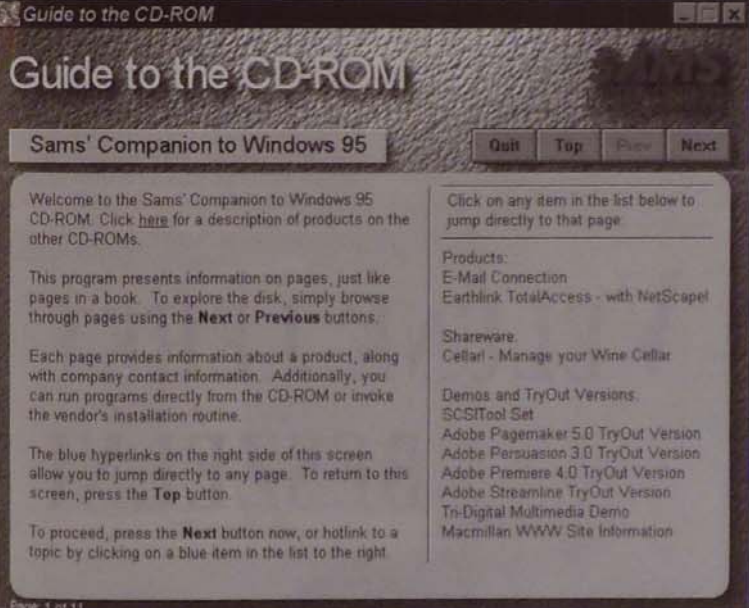 Guide to the CD-ROM
Guide to the CD-ROM
SAMS
Sams' Companion to Windows 95
Quit Top Prev Next
Welcome to the Sams' Companion to Windows 95
CD-ROM. Click here for a description of products on the
other CD-ROMs.
This program presents information on pages, just like
pages in a book. To explore the disk, simply browse
through pages using the Next or Previous buttons.
Each page provides information about a product, along
with company contact information. Additionally, you
can run programs directly from the CD-ROM or invoke
the vendor's installation routine.
The blue hyperlinks on the right side of this screen
allow you to jump directly to any page. To return to this
screen, press the Top button.
To proceed, press the Next button now, or hotlink to a
topic by clicking on a blue item in the list to the right.
Click on any item in the list below to
jump directly to that page.
Products:
E-Mail Connection
Earthlink TotalAccess - with NetScape!
Shareware:
Cellar! - Manage your Wine Cellar
Demos and TryOut Versions:
SCSITool Set
Adobe Pagemaker 5.0 TryOut Version
Adobe Persuasion 3.0 TryOut Version
Adobe Premiere 4.0 TryOut Version
Adobe Streamline TryOut Version
Tri-Digital Multimedia Demo
Macmillan WWW Site Information
Page: 1 of 11